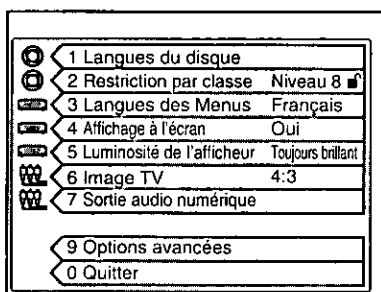 1 Langues du disque
2 Restriction par classe Niveau 8
3 Langues des Menus Français
4 Affichage à l'écran Oui
5 Luminosité de l'afficheur Toujours brillant
6 Image TV 4:3
7 Sortie audio numérique
9 Options avancées
0 Quitter